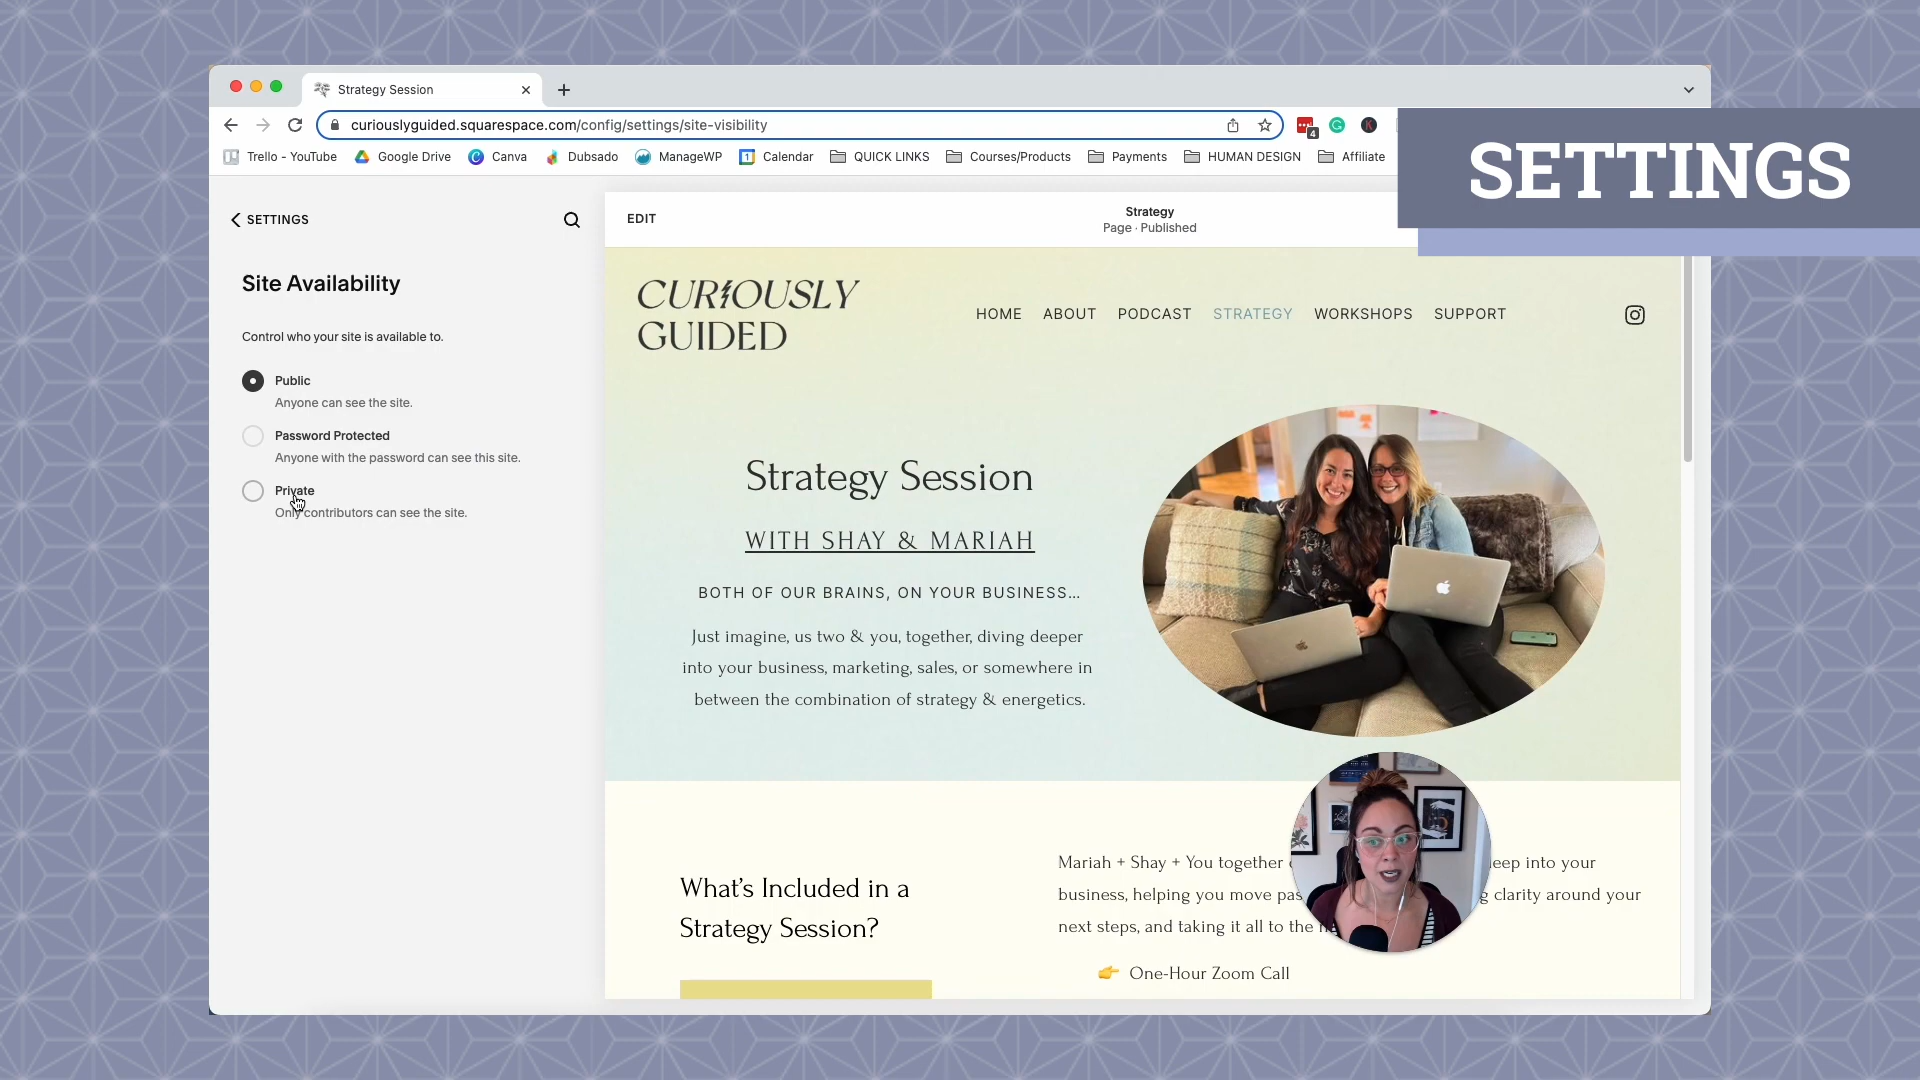 Strategy Session
curiouslyguided.squarespace.com/config/settings/site-visibility
4
K
Trello - YouTube
Google Drive
Canva
Dubsado
ManageWP
1
Calendar
QUICK LINKS
Courses/Products
Payments
HUMAN DESIGN
Affiliate
SETTINGS
SETTINGS
Site Availability
Control who your site is available to.
Public
Anyone can see the site.
Password Protected
Anyone with the password can see this site.
Private
Only contributors can see the site.
EDIT
Strategy
Page · Published
CURIOUSLY
GUIDED
HOME ABOUT PODCAST STRATEGY WORKSHOPS SUPPORT
Strategy Session
WITH SHAY & MARIAH
BOTH OF OUR BRAINS, ON YOUR BUSINESS...
Just imagine, us two & you, together, diving deeper
into your business, marketing, sales, or somewhere in
between the combination of strategy & energetics.
What's Included in a
Strategy Session?
Mariah + Shay + You together eep into your
business, helping you move pas g clarity around your
next steps, and taking it all to the
👉 One-Hour Zoom Call